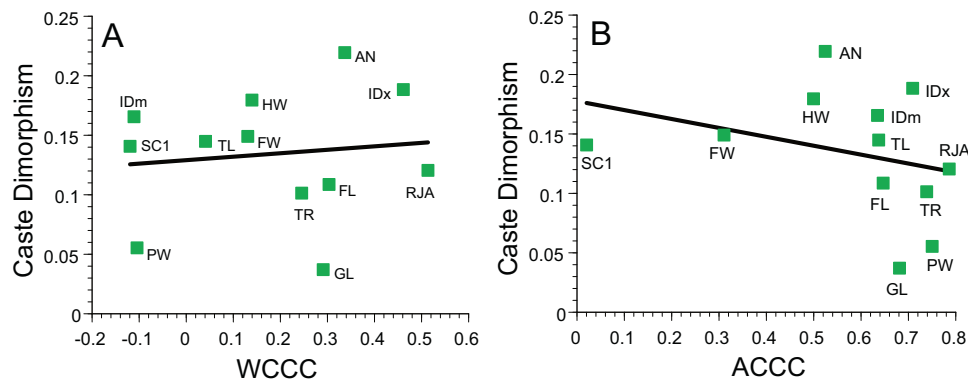 A
Caste Dimorphism
0.25
0.2
0.15
0.1
0.05
0
-0.2 -0.1 0 0.1 0.2 0.3 0.4 0.5 0.6
WCCC
AN
IDx
HW
IDm
SC1
TL
FW
RJA
FL
TR
PW
GL
B
Caste Dimorphism
0.25
0.2
0.15
0.1
0.05
0
0 0.1 0.2 0.3 0.4 0.5 0.6 0.7 0.8
ACCC
AN
IDx
HW
IDm
TL
RJA
SC1
FW
FL
TR
PW
GL